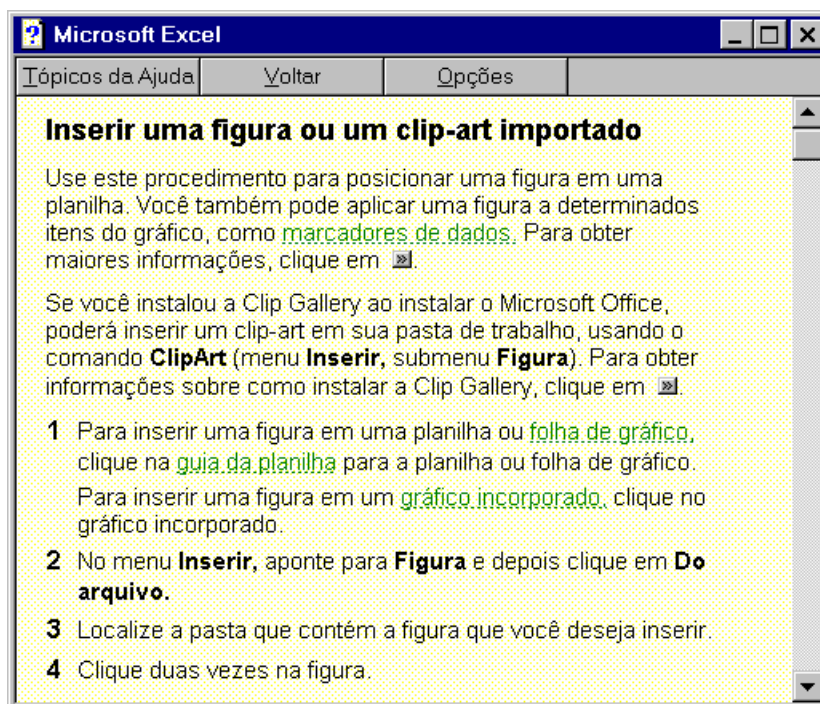 Microsoft Excel
Tópicos da Ajuda Voltar Opções
Inserir uma figura ou um clip-art importado
Use este procedimento para posicionar uma figura em uma
planilha. Você também pode aplicar uma figura a determinados
itens do gráfico, como marcadores de dados. Para obter
maiores informações, clique em ».
Se você instalou a Clip Gallery ao instalar o Microsoft Office,
poderá inserir um clip-art em sua pasta de trabalho, usando o
comando ClipArt (menu Inserir, submenu Figura). Para obter
informações sobre como instalar a Clip Gallery, clique em ».
1 Para inserir uma figura em uma planilha ou folha de gráfico,
clique na guia da planilha para a planilha ou folha de gráfico.
Para inserir uma figura em um gráfico incorporado, clique no
gráfico incorporado.
2 No menu Inserir, aponte para Figura e depois clique em Do
arquivo.
3 Localize a pasta que contém a figura que você deseja inserir.
4 Clique duas vezes na figura.